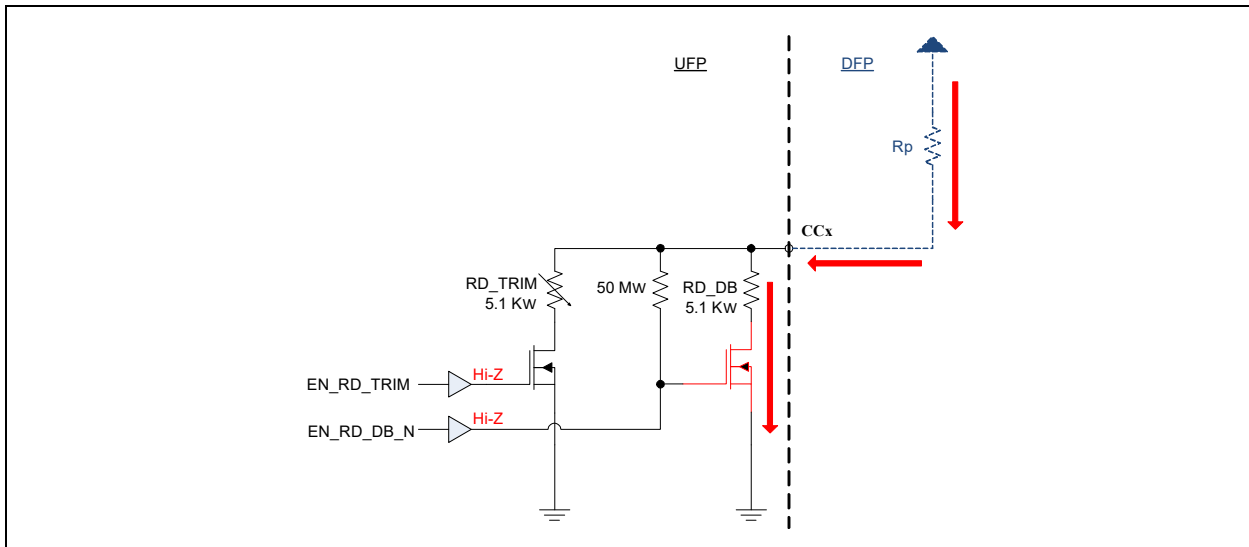 UFP
DFP
Rp
CCx
RD_TRIM
5.1 Kw
50 Mw
RD_DB
5.1 Kw
EN_RD_TRIM
Hi-Z
EN_RD_DB_N
Hi-Z